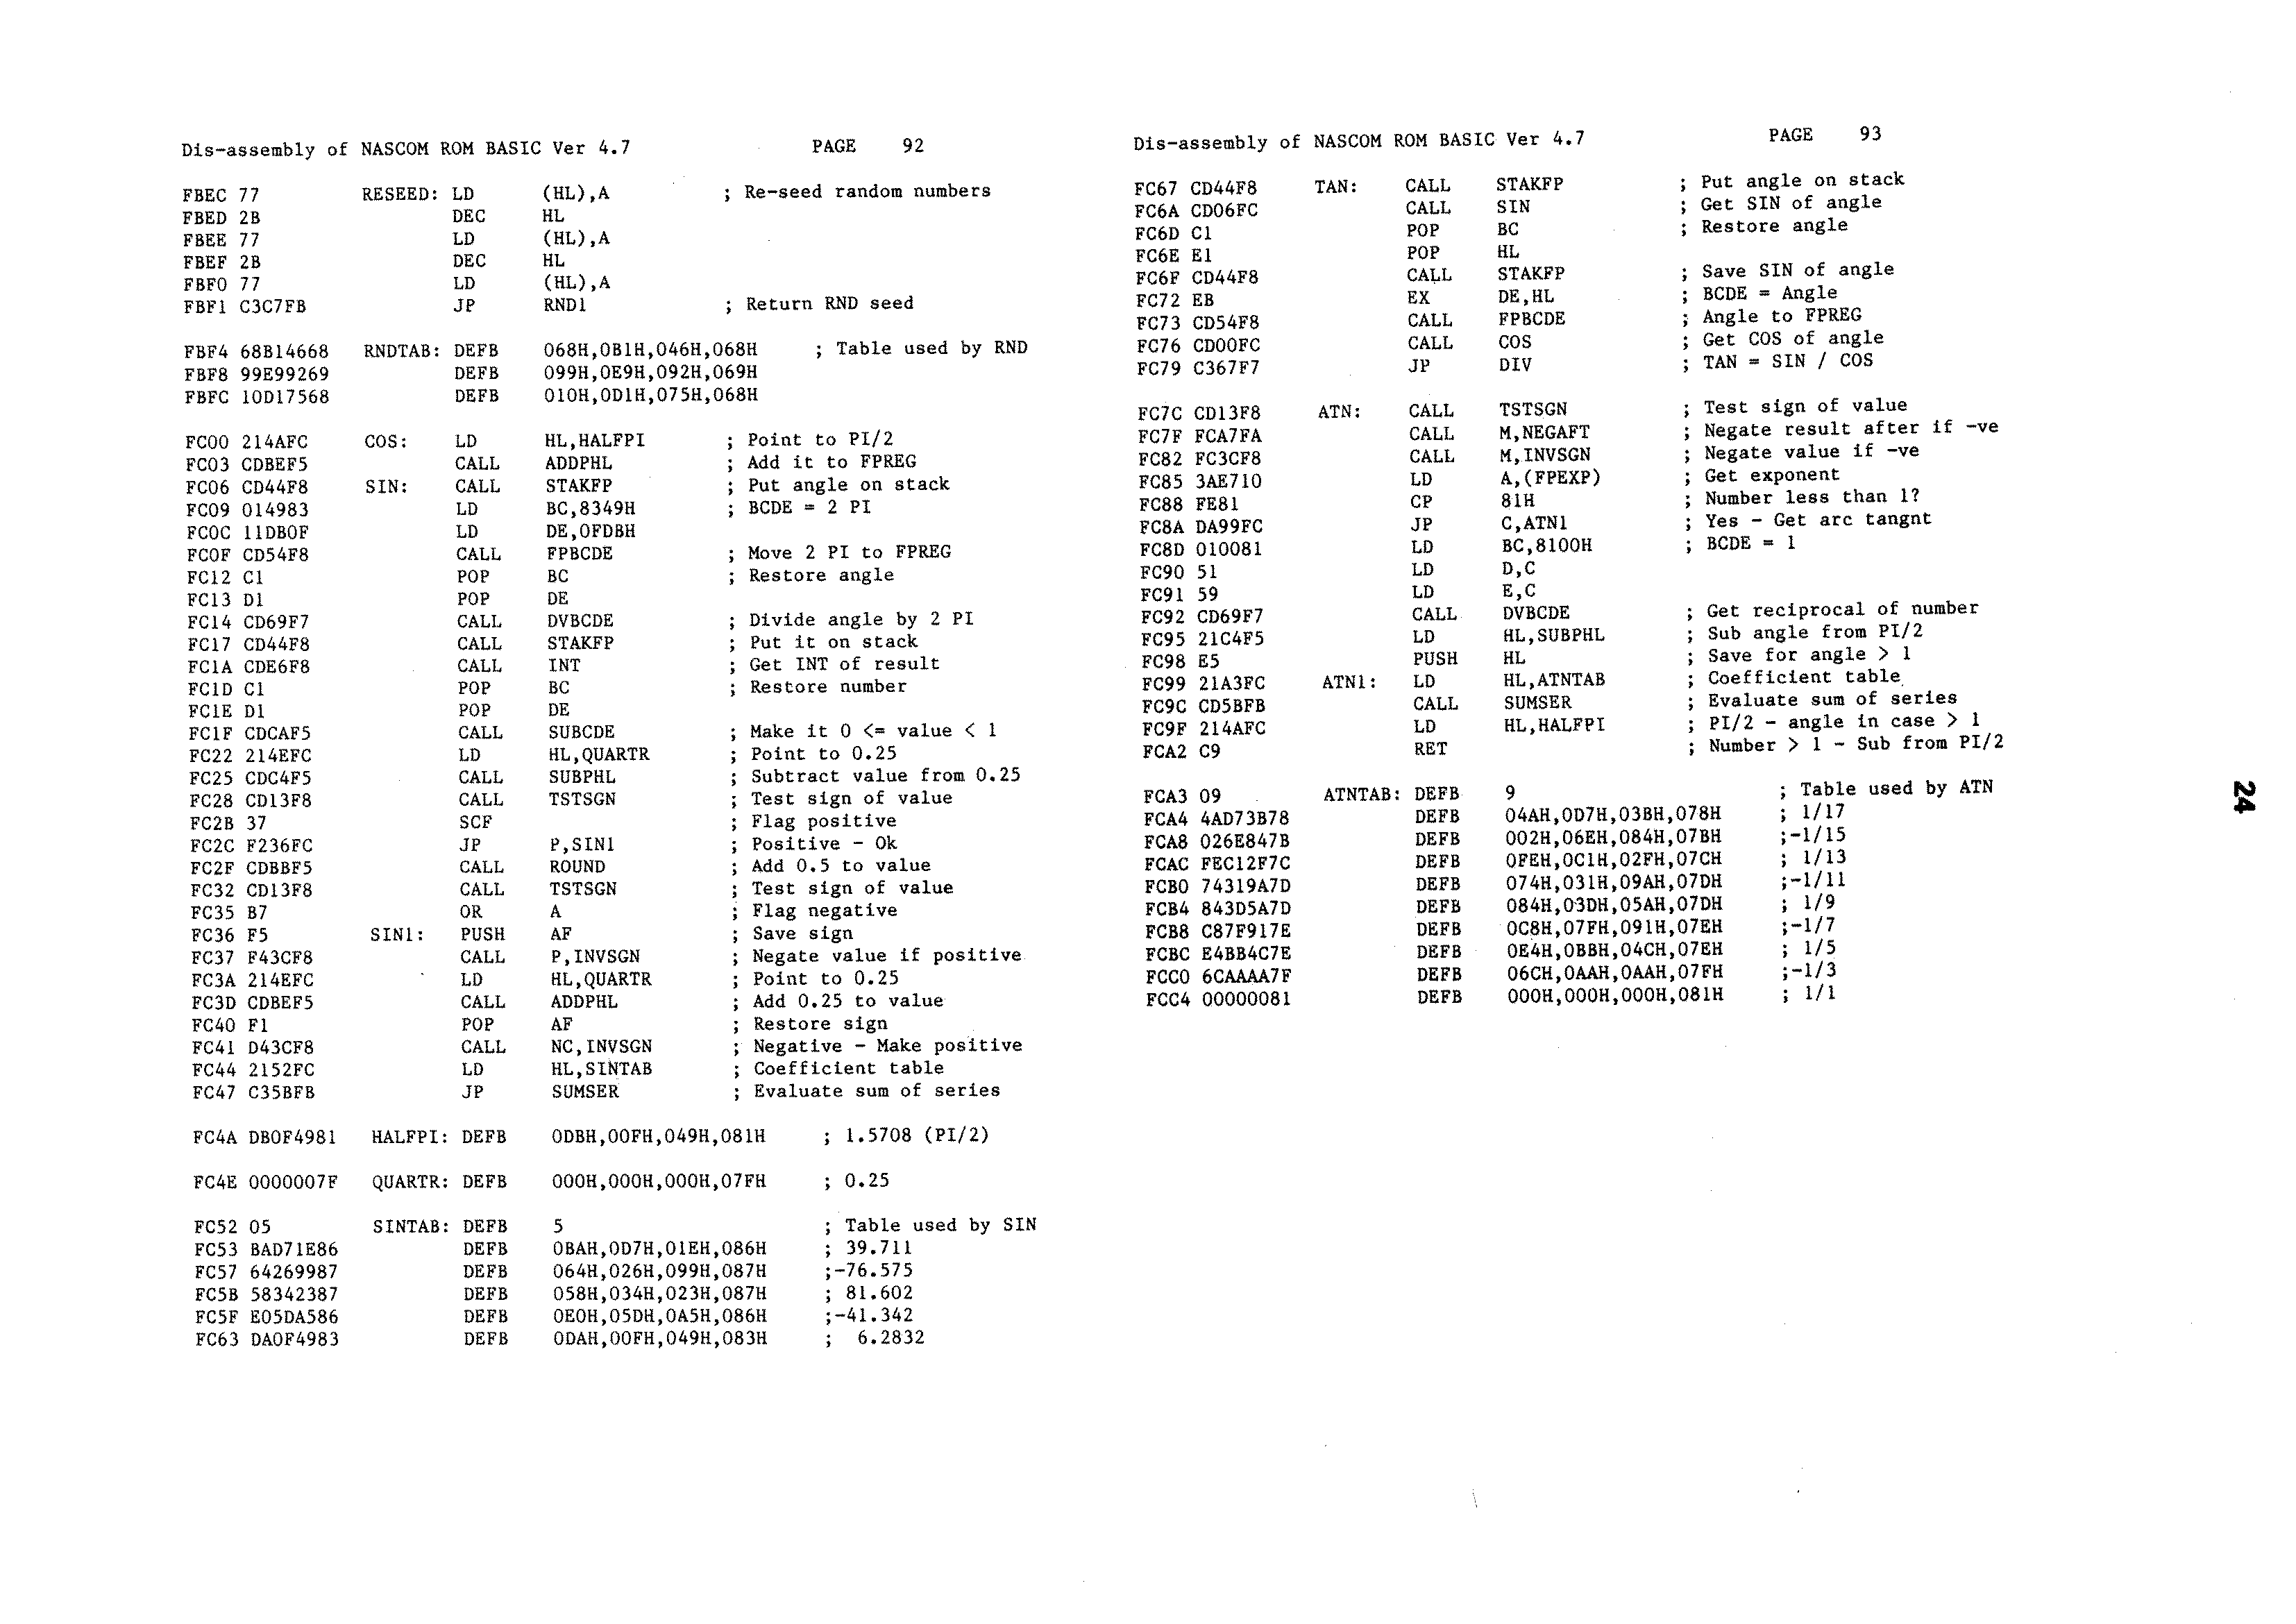 Dis-assembly of NASCOM ROM BASIC Ver 4.7 PAGE 92
FBEC 77 RESEED: LD (HL),A ; Re-seed random numbers
FBED 2B DEC HL
FBEE 77 LD (HL),A
FBEF 2B DEC HL
FBF0 77 LD (HL),A
FBF1 C3C7FB JP RND1 ; Return RND seed
FBF4 68B14668 RNDTAB: DEFB 068H,0B1H,046H,068H ; Table used by RND
FBF8 99E99269 DEFB 099H,0E9H,092H,069H
FBFC 10D17568 DEFB 010H,0D1H,075H,068H
FC00 214AFC COS: LD HL,HALFPI ; Point to PI/2
FC03 CDBEF5 CALL ADDPHL ; Add it to FPREG
FC06 CD44F8 SIN: CALL STAKFP ; Put angle on stack
FC09 014983 LD BC,8349H ; BCDE = 2 PI
FC0C 11DB0F LD DE,0FDBH
FC0F CD54F8 CALL FPBCDE ; Move 2 PI to FPREG
FC12 C1 POP BC ; Restore angle
FC13 D1 POP DE
FC14 CD69F7 CALL DVBCDE ; Divide angle by 2 PI
FC17 CD44F8 CALL STAKFP ; Put it on stack
FC1A CDE6F8 CALL INT ; Get INT of result
FC1D C1 POP BC ; Restore number
FC1E D1 POP DE
FC1F CDCAF5 CALL SUBCDE ; Make it 0 <= value < 1
FC22 214EFC LD HL,QUARTR ; Point to 0.25
FC25 CDC4F5 CALL SUBPHL ; Subtract value from 0.25
FC28 CD13F8 CALL TSTSGN ; Test sign of value
FC2B 37 SCF ; Flag positive
FC2C F236FC JP P,SIN1 ; Positive - Ok
FC2F CDBBF5 CALL ROUND ; Add 0.5 to value
FC32 CD13F8 CALL TSTSGN ; Test sign of value
FC35 B7 OR A ; Flag negative
FC36 F5 SIN1: PUSH AF ; Save sign
FC37 F43CF8 CALL P,INVSGN ; Negate value if positive
FC3A 214EFC LD HL,QUARTR ; Point to 0.25
FC3D CDBEF5 CALL ADDPHL ; Add 0.25 to value
FC40 F1 POP AF ; Restore sign
FC41 D43CF8 CALL NC,INVSGN ; Negative - Make positive
FC44 2152FC LD HL,SINTAB ; Coefficient table
FC47 C35BFB JP SUMSER ; Evaluate sum of series
FC4A DB0F4981 HALFPI: DEFB 0DBH,00FH,049H,081H ; 1.5708 (PI/2)
FC4E 0000007F QUARTR: DEFB 000H,000H,000H,07FH ; 0.25
FC52 05 SINTAB: DEFB 5 ; Table used by SIN
FC53 BAD71E86 DEFB 0BAH,0D7H,01EH,086H ; 39.711
FC57 64269987 DEFB 064H,026H,099H,087H ;-76.575
FC5B 58342387 DEFB 058H,034H,023H,087H ; 81.602
FC5F E05DA586 DEFB 0E0H,05DH,0A5H,086H ;-41.342
FC63 DA0F4983 DEFB 0DAH,00FH,049H,083H ; 6.2832
Dis-assembly of NASCOM ROM BASIC Ver 4.7 PAGE 93
FC67 CD44F8 TAN: CALL STAKFP ; Put angle on stack
FC6A CD06FC CALL SIN ; Get SIN of angle
FC6D C1 POP BC ; Restore angle
FC6E E1 POP HL
FC6F CD44F8 CALL STAKFP ; Save SIN of angle
FC72 EB EX DE,HL ; BCDE = Angle
FC73 CD54F8 CALL FPBCDE ; Angle to FPREG
FC76 CD00FC CALL COS ; Get COS of angle
FC79 C367F7 JP DIV ; TAN = SIN / COS
FC7C CD13F8 ATN: CALL TSTSGN ; Test sign of value
FC7F FCA7FA CALL M,NEGAFT ; Negate result after if -ve
FC82 FC3CF8 CALL M,INVSGN ; Negate value if -ve
FC85 3AE710 LD A,(FPEXP) ; Get exponent
FC88 FE81 CP 81H ; Number less than 1?
FC8A DA99FC JP C,ATN1 ; Yes - Get arc tangnt
FC8D 010081 LD BC,8100H ; BCDE = 1
FC90 51 LD D,C
FC91 59 LD E,C
FC92 CD69F7 CALL DVBCDE ; Get reciprocal of number
FC95 21C4F5 LD HL,SUBPHL ; Sub angle from PI/2
FC98 E5 PUSH HL ; Save for angle > 1
FC99 21A3FC ATN1: LD HL,ATNTAB ; Coefficient table
FC9C CD5BFB CALL SUMSER ; Evaluate sum of series
FC9F 214AFC LD HL,HALFPI ; PI/2 - angle in case > 1
FCA2 C9 RET ; Number > 1 - Sub from PI/2
FCA3 09 ATNTAB: DEFB 9 ; Table used by ATN
FCA4 4AD73B78 DEFB 04AH,0D7H,03BH,078H ; 1/17
FCA8 026E847B DEFB 002H,06EH,084H,07BH ;-1/15
FCAC FEC12F7C DEFB 0FEH,0C1H,02FH,07CH ; 1/13
FCB0 74319A7D DEFB 074H,031H,09AH,07DH ;-1/11
FCB4 843D5A7D DEFB 084H,03DH,05AH,07DH ; 1/9
FCB8 C87F917E DEFB 0C8H,07FH,091H,07EH ;-1/7
FCBC E4BB4C7E DEFB 0E4H,0BBH,04CH,07EH ; 1/5
FCC0 6CAAAA7F DEFB 06CH,0AAH,0AAH,07FH ;-1/3
FCC4 00000081 DEFB 000H,000H,000H,081H ; 1/1
24